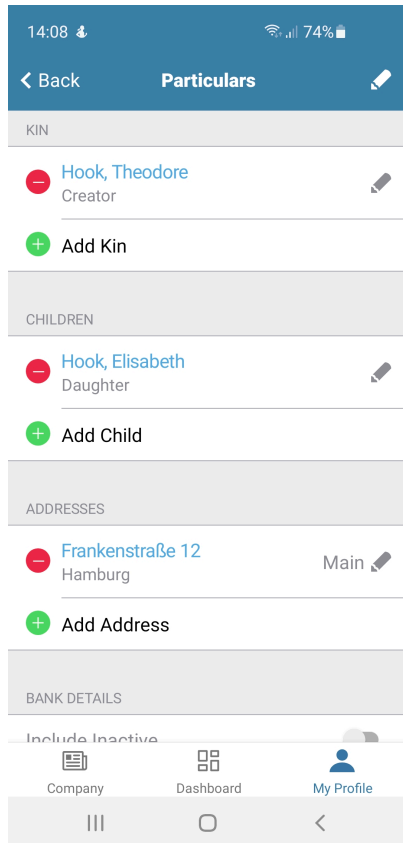 14:08 74%
Back Particulars
KIN
Hook, Theodore
Creator
Add Kin
CHILDREN
Hook, Elisabeth
Daughter
Add Child
ADDRESSES
Frankenstraße 12
Hamburg
Main
Add Address
BANK DETAILS
Include Inactive
Company Dashboard My Profile